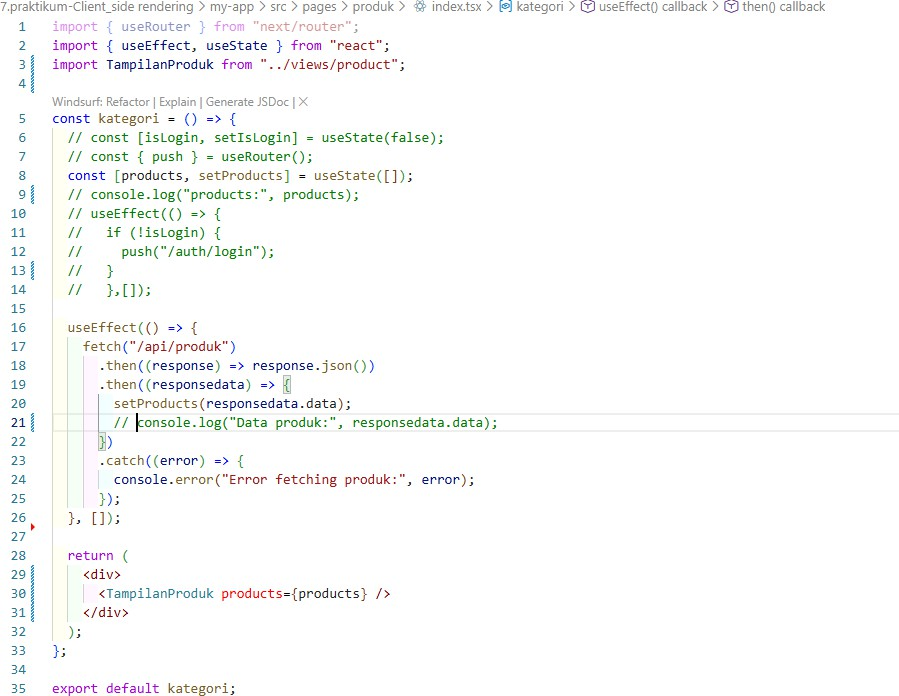 7.praktikum-Client_side rendering > my-app > src > pages > produk > index.tsx > kategori > useEffect() callback > then() callback
1 import { useRouter } from "next/router";
2 import { useEffect, useState } from "react";
3 import TampilanProduk from "../views/product";
4
Windsurf: Refactor | Explain | Generate JSDoc | X
5 const kategori = () => {
6 // const [isLogin, setIsLogin] = useState(false);
7 // const { push } = useRouter();
8 const [products, setProducts] = useState([]);
9 // console.log("products:", products);
10 // useEffect(() => {
11 //   if (!isLogin) {
12 //     push("/auth/login");
13 //   }
14 //   },[]);
15
16 useEffect(() => {
17 fetch("/api/produk")
18 .then((response) => response.json())
19 .then((responsedata) => {
20 setProducts(responsedata.data);
21 // console.log("Data produk:", responsedata.data);
22 })
23 .catch((error) => {
24 console.error("Error fetching produk:", error);
25 });
26 }, []);
27
28 return (
29 <div>
30 <TampilanProduk products={products} />
31 </div>
32 );
33 };
34
35 export default kategori;